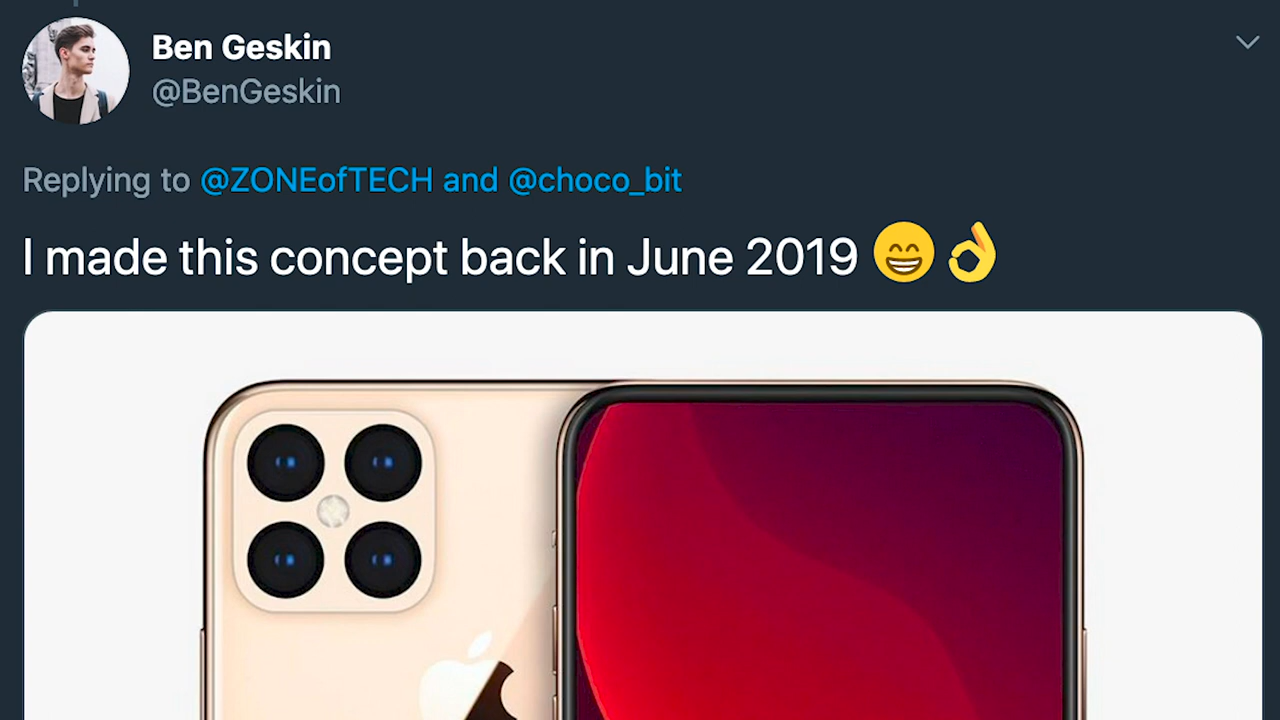 Ben Geskin
@BenGeskin
Replying to @ZONEofTECH and @choco_bit
I made this concept back in June 2019 😁👌